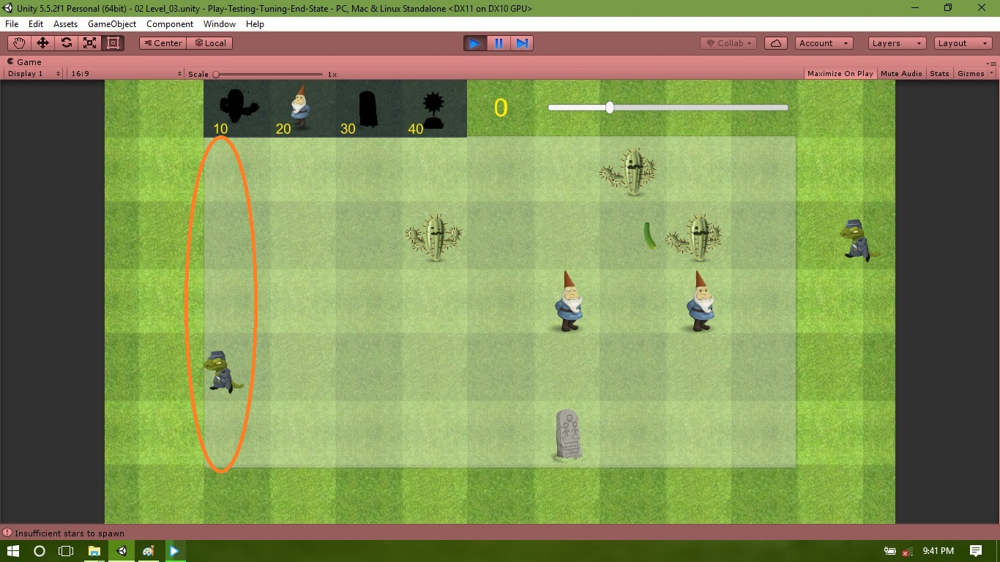 Unity 5.5.2f1 Personal (64bit) - 02 Level_03.unity - Play-Testing-Tuning-End-State - PC, Mac & Linux Standalone <DX11 on DX10 GPU>
File Edit Assets GameObject Component Window Help
Center Local Collab Account Layers Layout
Game
Display 1 16:9 Scale 1x Maximize On Play Mute Audio Stats Gizmos
0
10 20 30 40
Insufficient stars to spawn
9:41 PM